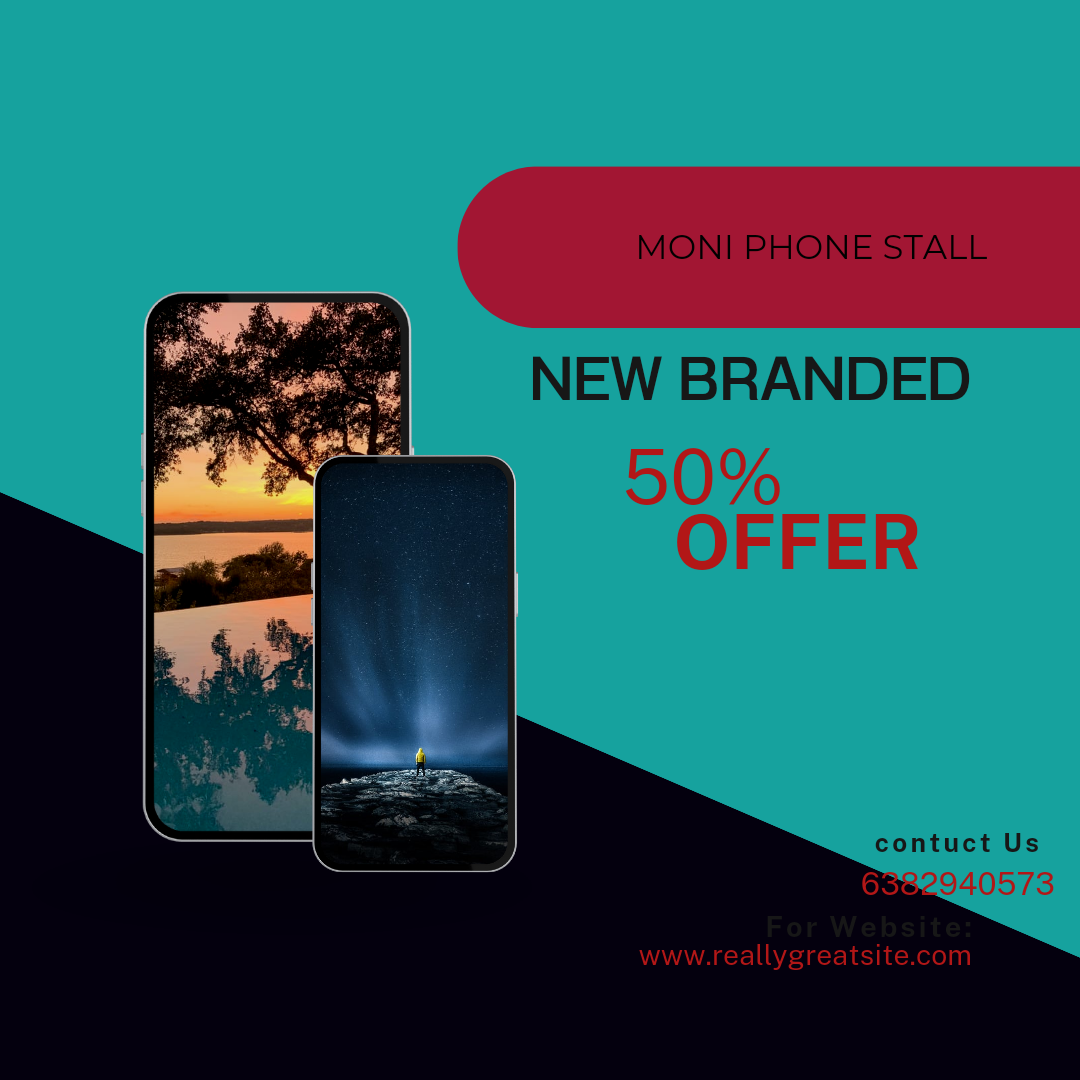 MONI PHONE STALL
NEW BRANDED
50%
OFFER
contuct Us
6382940573
For Website:
www.reallygreatsite.com